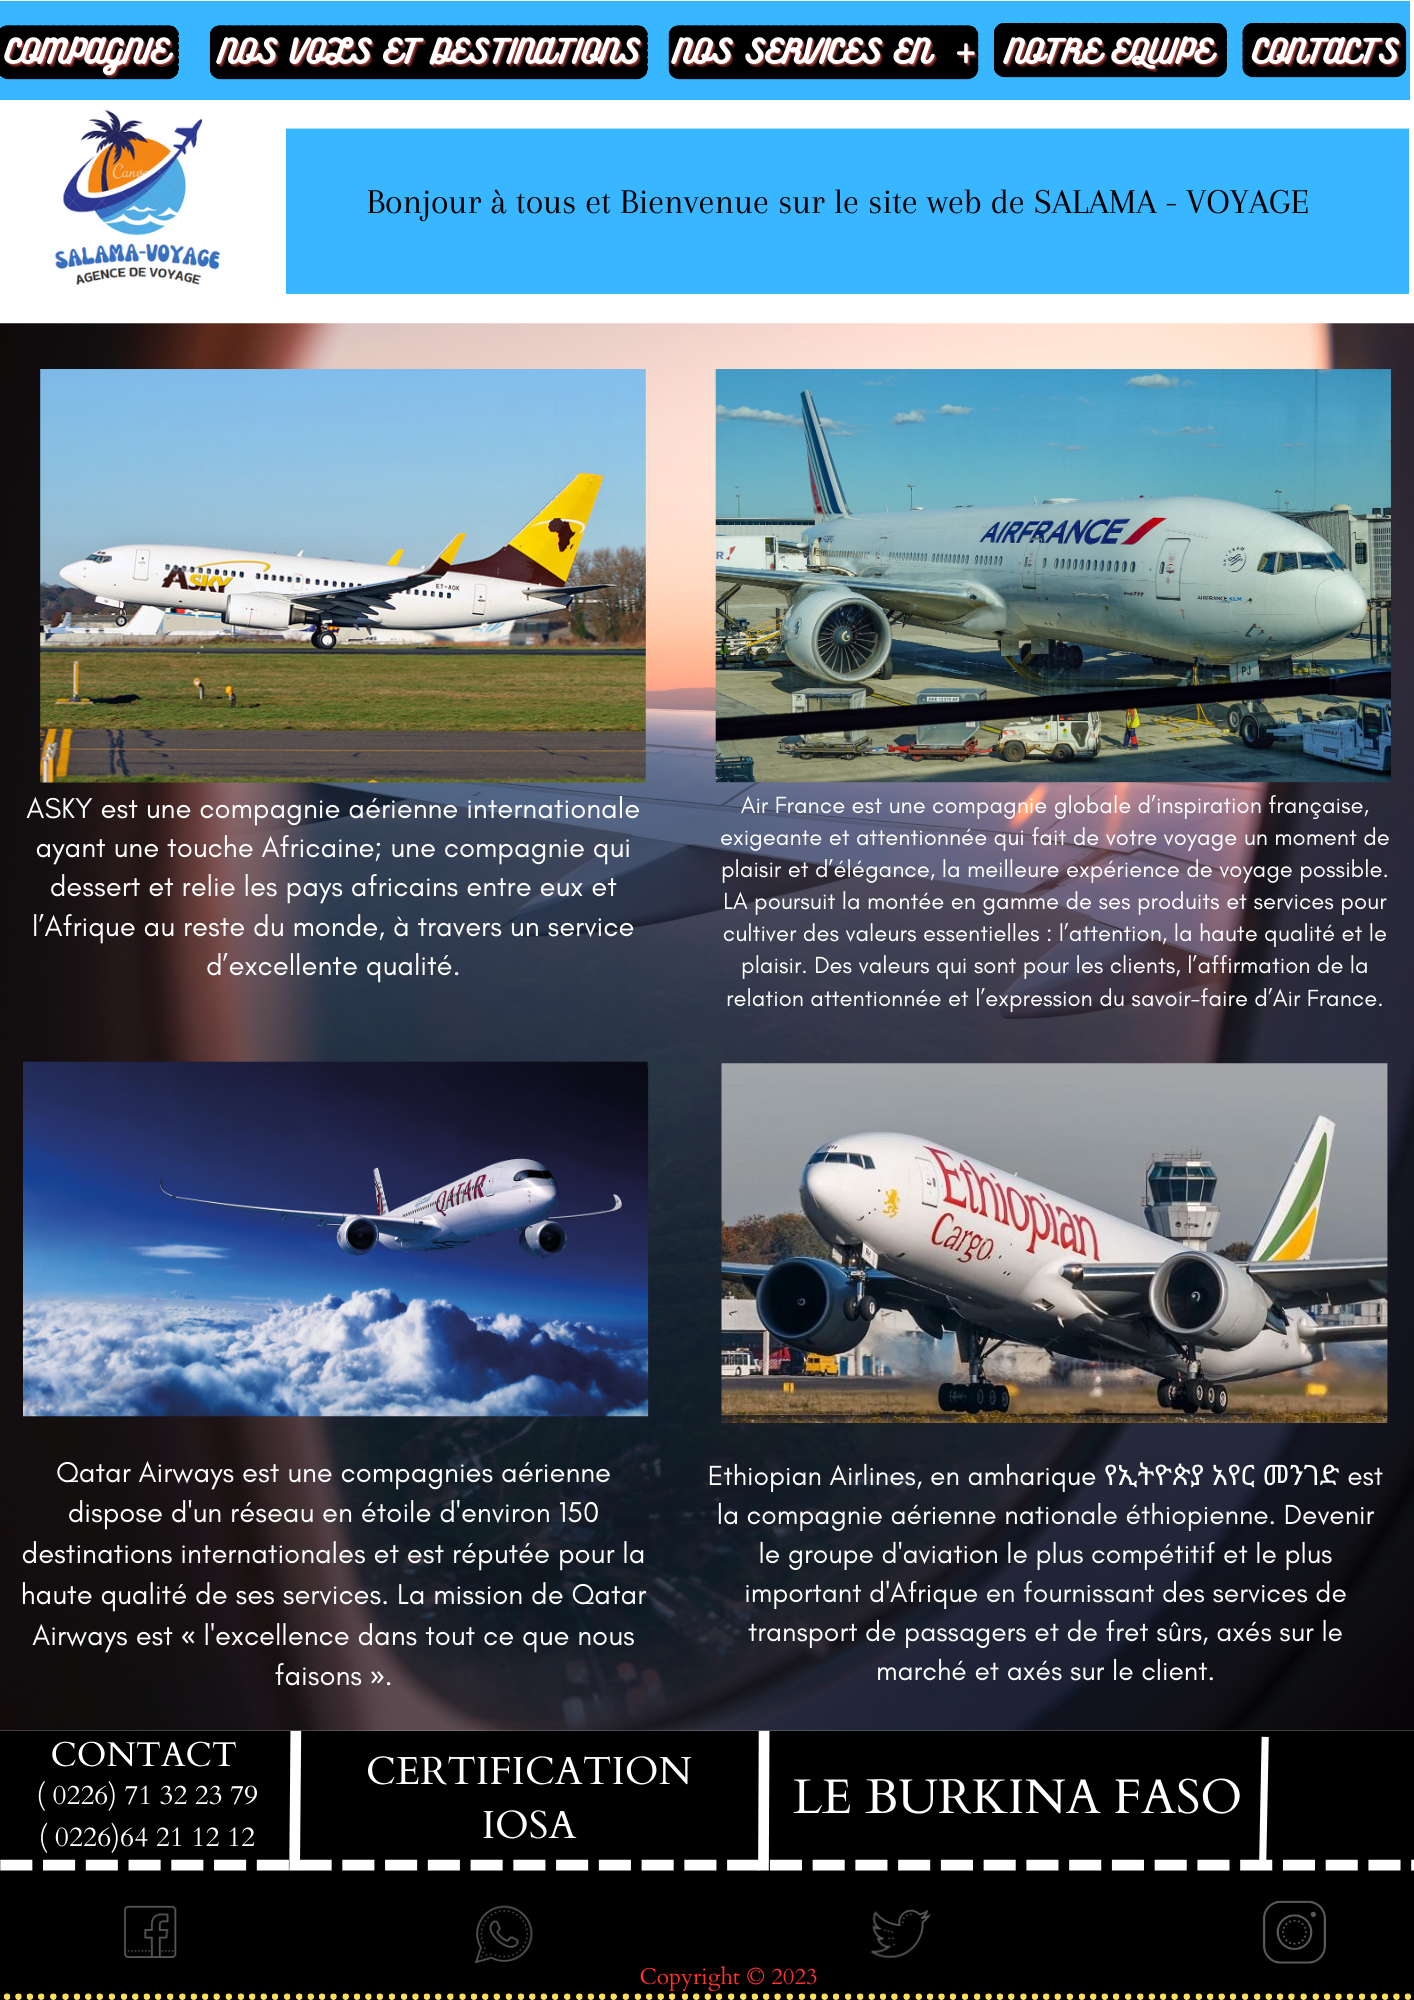 COMPAGNIE
NOS VOLS ET DESTINATIONS
NOS SERVICES EN +
NOTRE EQUIPE
CONTACTS
Canva
SALAMA-VOYAGE
AGENCE DE VOYAGE
Bonjour à tous et Bienvenue sur le site web de SALAMA - VOYAGE
ASKY
ET-AOK
AIRFRANCE
AIRFRANCE KLM
PJ
ASKY est une compagnie aérienne internationale
ayant une touche Africaine; une compagnie qui
dessert et relie les pays africains entre eux et
l’Afrique au reste du monde, à travers un service
d’excellente qualité.
Air France est une compagnie globale d’inspiration française,
exigeante et attentionnée qui fait de votre voyage un moment de
plaisir et d’élégance, la meilleure expérience de voyage possible.
LA poursuit la montée en gamme de ses produits et services pour
cultiver des valeurs essentielles : l’attention, la haute qualité et le
plaisir. Des valeurs qui sont pour les clients, l’affirmation de la
relation attentionnée et l’expression du savoir-faire d’Air France.
QATAR
Ethiopian
Cargo
Qatar Airways est une compagnies aérienne
dispose d'un réseau en étoile d'environ 150
destinations internationales et est réputée pour la
haute qualité de ses services. La mission de Qatar
Airways est « l'excellence dans tout ce que nous
faisons ».
Ethiopian Airlines, en amharique የኢትዮጵያ አየር መንገድ est
la compagnie aérienne nationale éthiopienne. Devenir
le groupe d'aviation le plus compétitif et le plus
important d'Afrique en fournissant des services de
transport de passagers et de fret sûrs, axés sur le
marché et axés sur le client.
CONTACT
( 0226) 71 32 23 79
( 0226)64 21 12 12
CERTIFICATION
IOSA
LE BURKINA FASO
Copyright © 2023